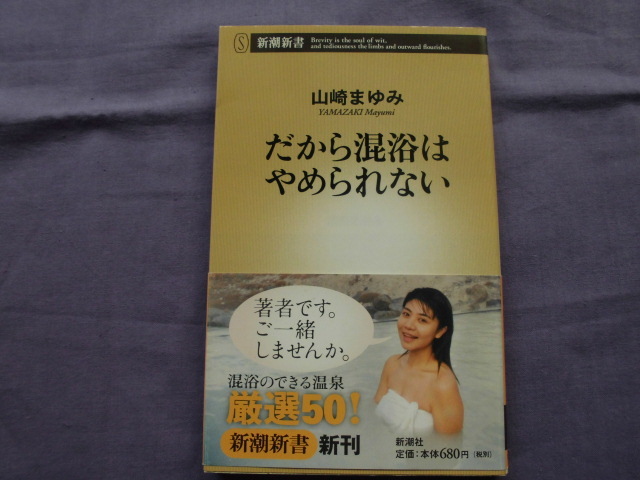 S 新潮新書 Brevity is the soul of wit,
and tediousness the limbs and outward flourishes.
山崎まゆみ
YAMAZAKI Mayumi
だから混浴は
やめられない
著者です。
ご一緒
しませんか。
混浴のできる温泉
厳選50!
新潮新書 新刊
新潮社
定価:本体680円(税別)